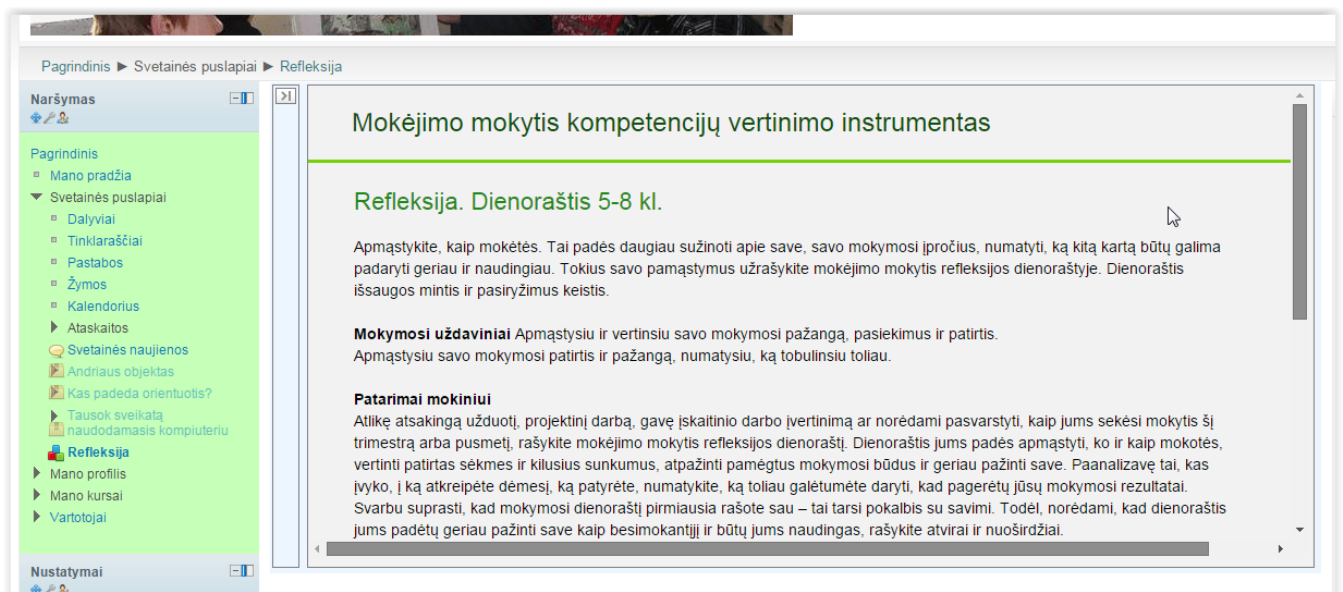 Pagrindinis ► Svetainės puslapiai ► Refleksija
Naršymas
Pagrindinis
Mano pradžia
Svetainės puslapiai
Dalyviai
Tinklaraščiai
Pastabos
Žymos
Kalendorius
Ataskaitos
Svetainės naujienos
Andriaus objektas
Kas padeda orientuotis?
Tausok sveikatą
naudodamasis kompiuteriu
Refleksija
Mano profilis
Mano kursai
Vartotojai
Nustatymai
Mokėjimo mokytis kompetencijų vertinimo instrumentas
Refleksija. Dienoraštis 5-8 kl.
Apmąstykite, kaip mokėtės. Tai padės daugiau sužinoti apie save, savo mokymosi įpročius, numatyti, ką kitą kartą būtų galima
padaryti geriau ir naudingiau. Tokius savo pamąstymus užrašykite mokėjimo mokytis refleksijos dienoraštyje. Dienoraštis
išsaugos mintis ir pasiryžimus keistis.
Mokymosi uždaviniai Apmąstysiu ir vertinsiu savo mokymosi pažangą, pasiekimus ir patirtis.
Apmąstysiu savo mokymosi patirtis ir pažangą, numatysiu, ką tobulinsiu toliau.
Patarimai mokiniui
Atlikę atsakingą užduotį, projektinį darbą, gavę įskaitinio darbo įvertinimą ar norėdami pasvarstyti, kaip jums sekėsi mokytis šį
trimestrą arba pusmetį, rašykite mokėjimo mokytis refleksijos dienoraštį. Dienoraštis jums padės apmąstyti, ko ir kaip mokotės,
vertinti patirtas sėkmes ir kilusius sunkumus, atpažinti pamėgtus mokymosi būdus ir geriau pažinti save. Paanalizavę tai, kas
įvyko, į ką atkreipėte dėmesį, ką patyrėte, numatykite, ką toliau galėtumėte daryti, kad pagerėtų jūsų mokymosi rezultatai.
Svarbu suprasti, kad mokymosi dienoraštį pirmiausia rašote sau – tai tarsi pokalbis su savimi. Todėl, norėdami, kad dienoraštis
jums padėtų geriau pažinti save kaip besimokantįjį ir būtų jums naudingas, rašykite atvirai ir nuoširdžiai.